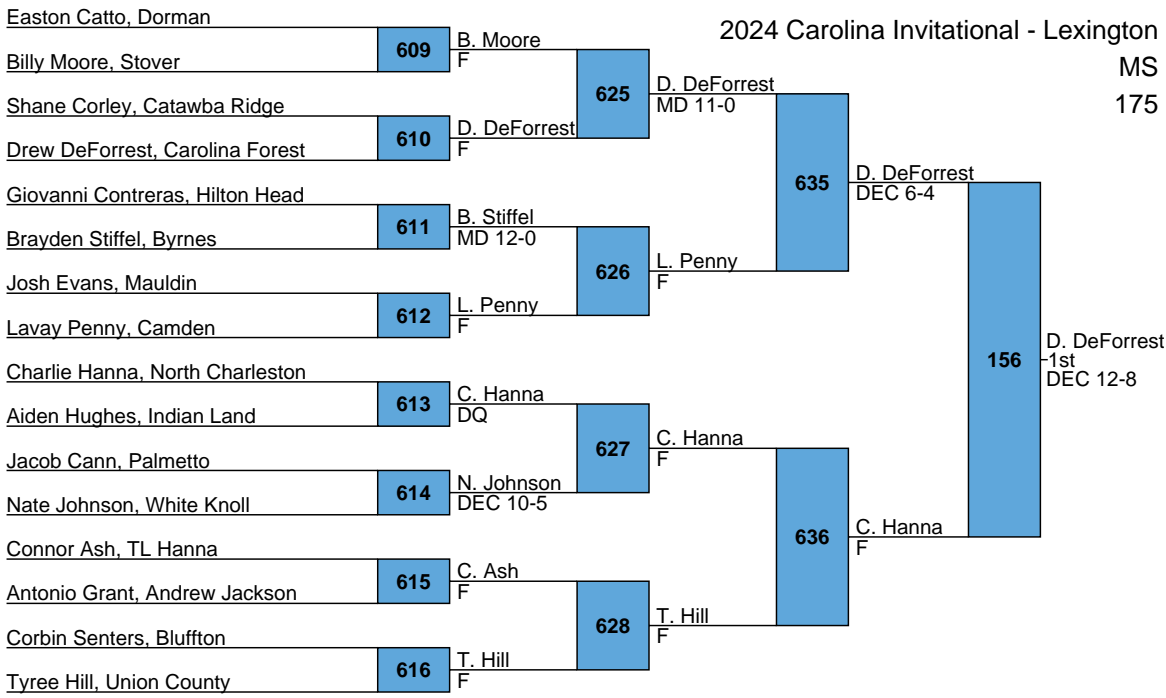 2024 Carolina Invitational - Lexington
MS
175
Easton Catto, Dorman
609
B. Moore
F
Billy Moore, Stover
625
D. DeForrest
MD 11-0
Shane Corley, Catawba Ridge
610
D. DeForrest
F
Drew DeForrest, Carolina Forest
635
D. DeForrest
DEC 6-4
Giovanni Contreras, Hilton Head
611
B. Stiffel
MD 12-0
Brayden Stiffel, Byrnes
626
L. Penny
F
Josh Evans, Mauldin
612
L. Penny
F
Lavay Penny, Camden
156
D. DeForrest
1st
DEC 12-8
Charlie Hanna, North Charleston
613
C. Hanna
DQ
Aiden Hughes, Indian Land
627
C. Hanna
F
Jacob Cann, Palmetto
614
N. Johnson
DEC 10-5
Nate Johnson, White Knoll
636
C. Hanna
F
Connor Ash, TL Hanna
615
C. Ash
F
Antonio Grant, Andrew Jackson
628
T. Hill
F
Corbin Senters, Bluffton
616
T. Hill
F
Tyree Hill, Union County